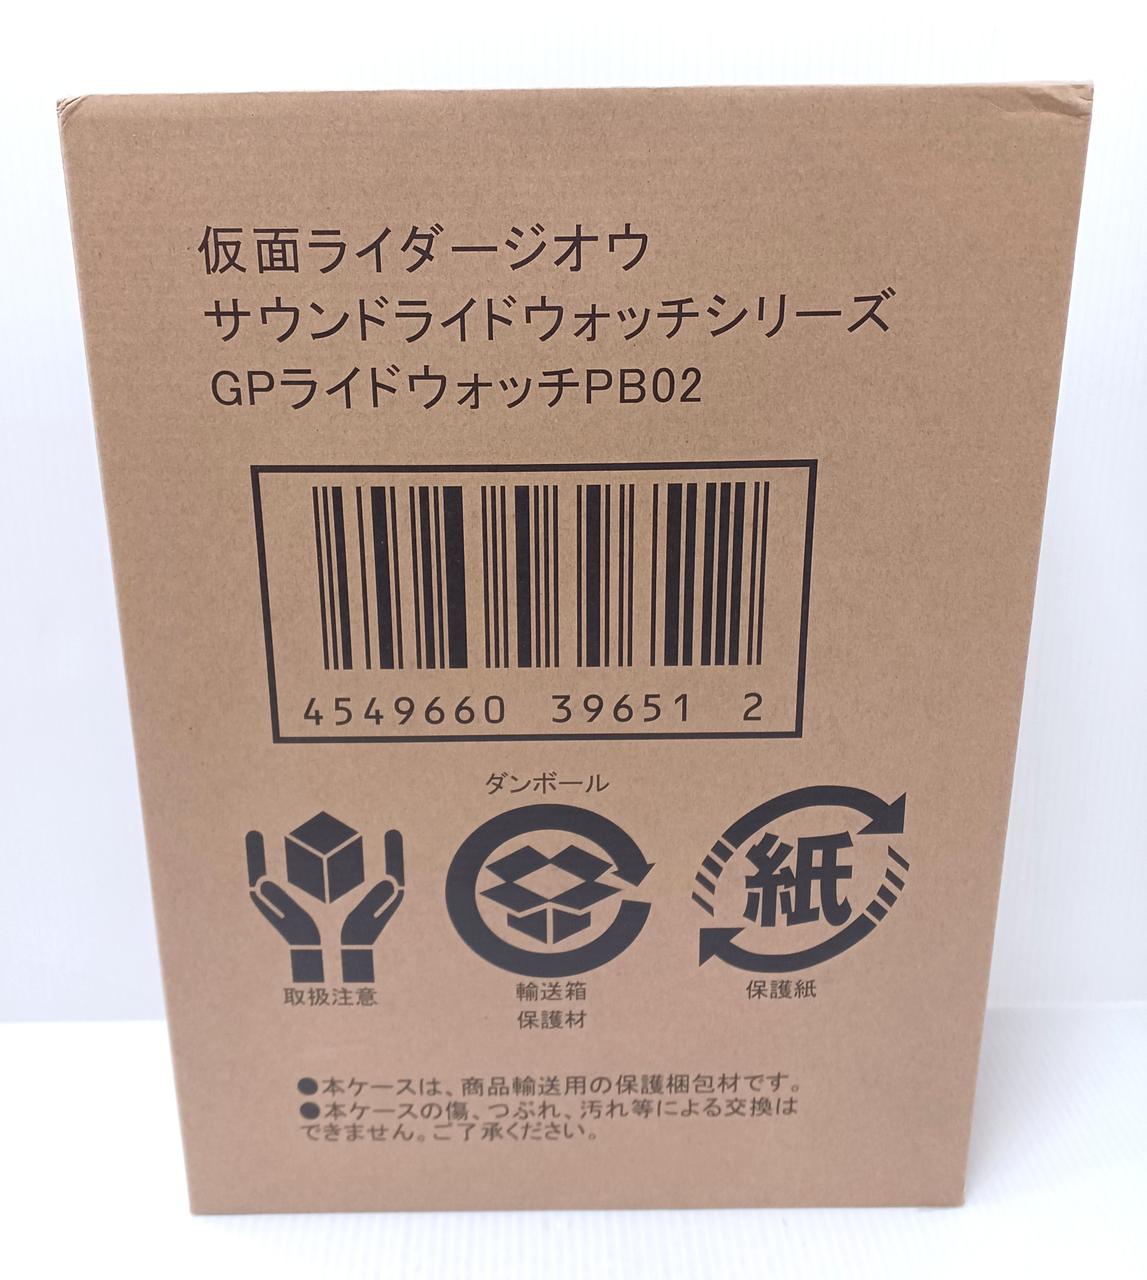 仮面ライダージオウ
サウンドライドウォッチシリーズ
GPライドウォッチPB02
4549660 39651 2
ダンボール
紙
取扱注意
輸送箱
保護材
保護紙
●本ケースは、商品輸送用の保護梱包材です。
●本ケースの傷、つぶれ、汚れ等による交換は
できません。ご了承ください。